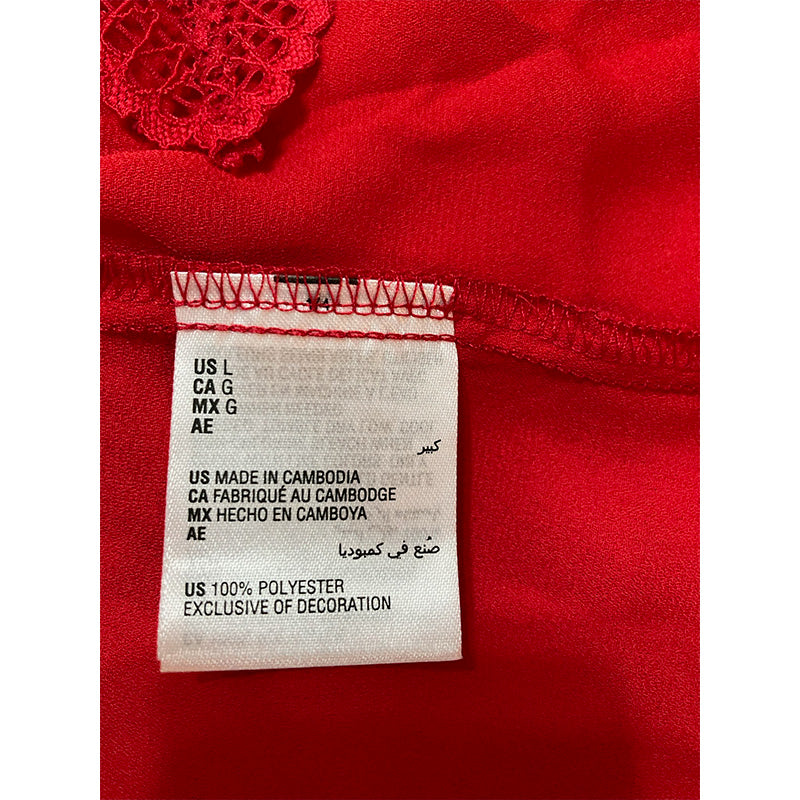 US L
CA G
MX G
AE
كبير
US MADE IN CAMBODIA
CA FABRIQUÉ AU CAMBODGE
MX HECHO EN CAMBOYA
AE
صُنع في كمبوديا
US 100% POLYESTER
EXCLUSIVE OF DECORATION